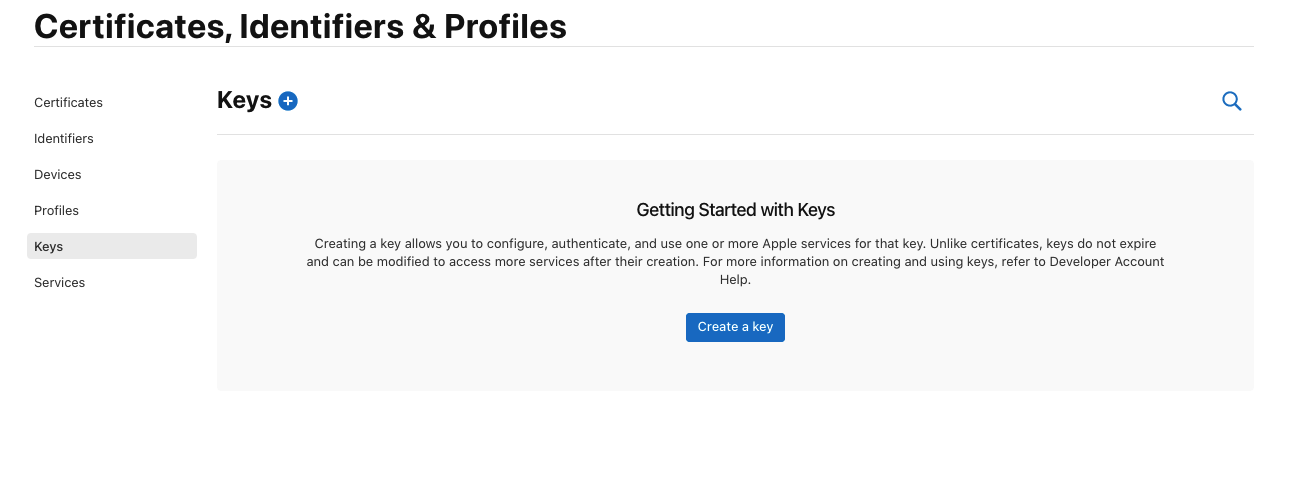 Certificates, Identifiers & Profiles
Certificates
Identifiers
Devices
Profiles
Keys
Services
Keys
Getting Started with Keys
Creating a key allows you to configure, authenticate, and use one or more Apple services for that key. Unlike certificates, keys do not expire
and can be modified to access more services after their creation. For more information on creating and using keys, refer to Developer Account
Help.
Create a key